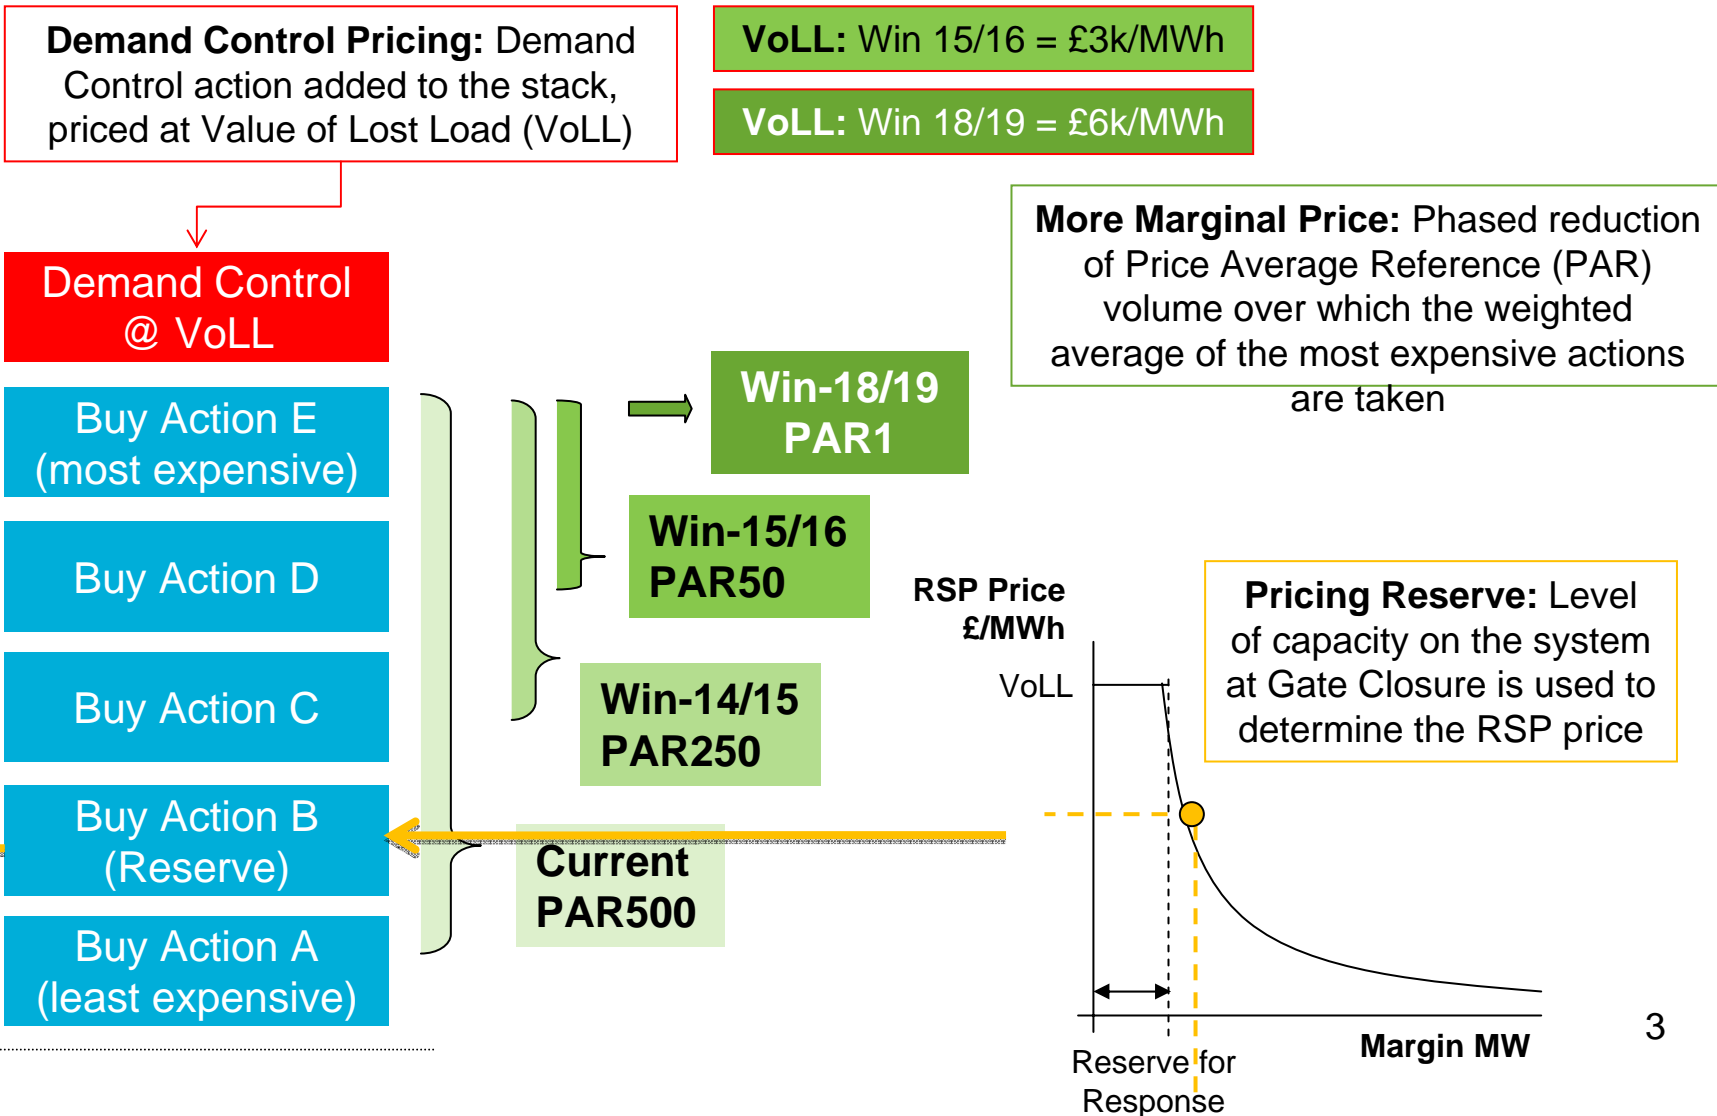 Demand Control Pricing: Demand
Control action added to the stack,
priced at Value of Lost Load (VoLL)
VoLL: Win 15/16 = £3k/MWh
VoLL: Win 18/19 = £6k/MWh
More Marginal Price: Phased reduction
of Price Average Reference (PAR)
volume over which the weighted
average of the most expensive actions
are taken
Demand Control
@ VoLL
Buy Action E
(most expensive)
Buy Action D
Buy Action C
Buy Action B
(Reserve)
Buy Action A
(least expensive)
Win-18/19
PAR1
Win-15/16
PAR50
Win-14/15
PAR250
Current
PAR500
RSP Price
£/MWh
VoLL
Pricing Reserve: Level
of capacity on the system
at Gate Closure is used to
determine the RSP price
Reserve for
Response
Margin MW
3